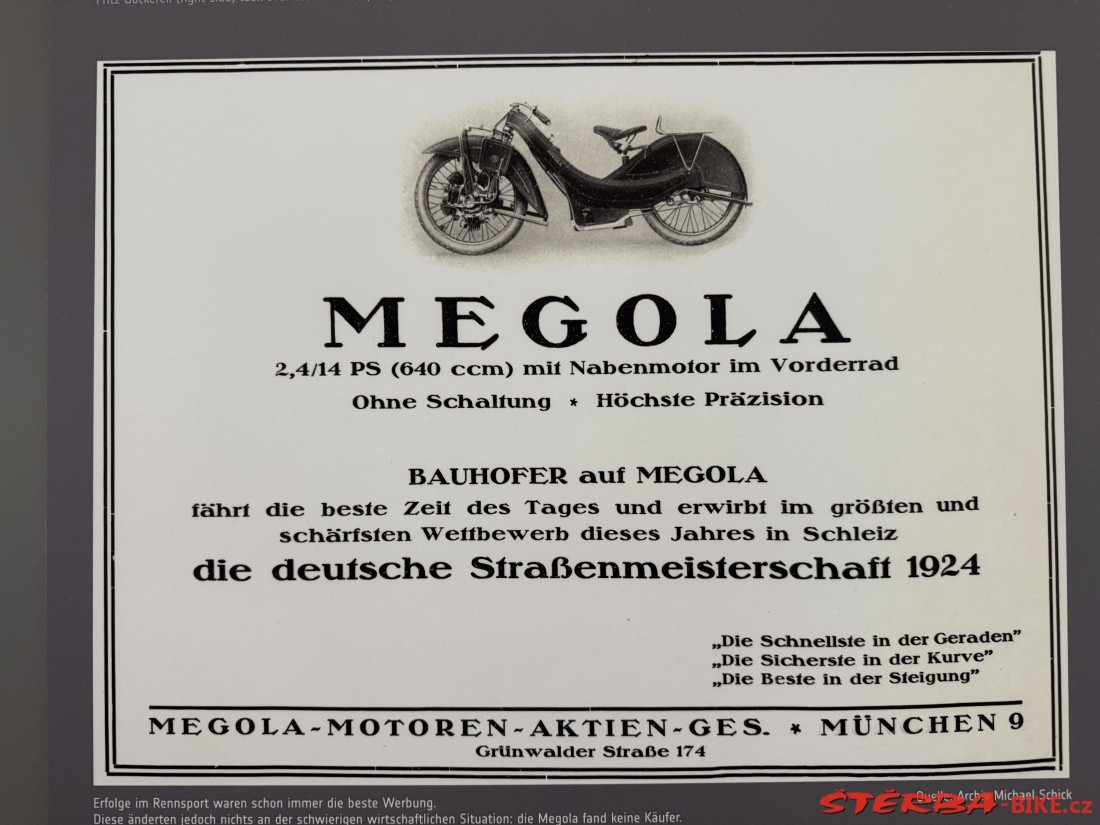 MEGOLA
2,4/14 PS (640 ccm) mit Nabenmotor im Vorderrad
Ohne Schaltung * Höchste Präzision
BAUHOFER auf MEGOLA
fährt die beste Zeit des Tages und erwirbt im größten und
schärfsten Wettbewerb dieses Jahres in Schleiz
die deutsche Straßenmeisterschaft 1924
„Die Schnellste in der Geraden”
„Die Sicherste in der Kurve”
„Die Beste in der Steigung”
MEGOLA-MOTOREN-AKTIEN-GES. * MÜNCHEN 9
Grünwalder Straße 174
Quelle: Archiv Michael Schick
Erfolge im Rennsport waren schon immer die beste Werbung.
Diese änderten jedoch nichts an der schwierigen wirtschaftlichen Situation: die Megola fand keine Käufer.
ŠTĚRBA-BIKE.cz